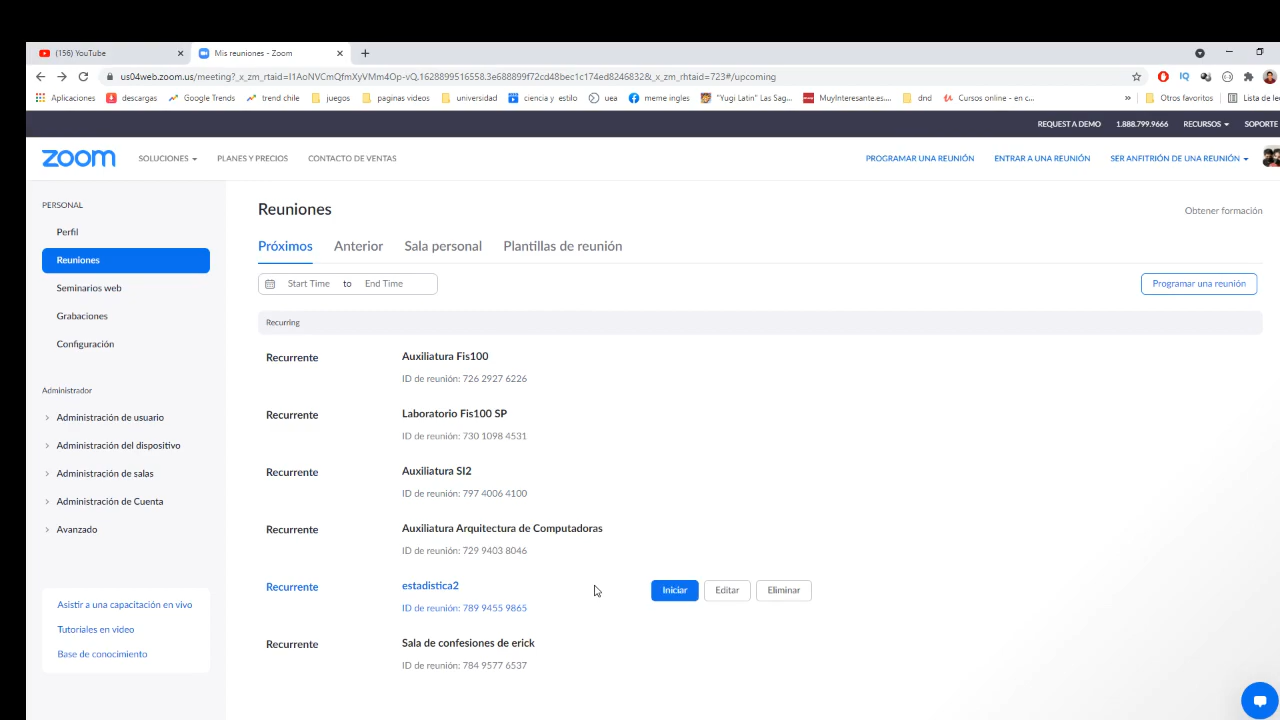 (156) YouTube
Mis reuniones - Zoom
us04web.zoom.us/meeting?_x_zm_rtaid=I1AoNVCmQfmXyVMm4Op-vQ.1628899516558.3e688899f72cd48bec1c174ed8246832&_x_zm_rhtaid=723#/upcoming
Aplicaciones descargas Google Trends trend chile juegos paginas videos universidad ciencia y estilo uea meme ingles "Yugi Latin" Las Sag... MuyInteresante.es.... dnd Cursos online - en c... » Otros favoritos Lista de le
REQUEST A DEMO 1.888.799.9666 RECURSOS SOPORTE
zoom SOLUCIONES PLANES Y PRECIOS CONTACTO DE VENTAS PROGRAMAR UNA REUNIÓN ENTRAR A UNA REUNIÓN SER ANFITRIÓN DE UNA REUNIÓN
PERSONAL
Perfil
Reuniones
Seminarios web
Grabaciones
Configuración
Administrador
Administración de usuario
Administración del dispositivo
Administración de salas
Administración de Cuenta
Avanzado
Asistir a una capacitación en vivo
Tutoriales en video
Base de conocimiento
Reuniones
Obtener formación
Próximos Anterior Sala personal Plantillas de reunión
Start Time to End Time
Programar una reunión
Recurring
Recurrente Auxiliatura Fis100
ID de reunión: 726 2927 6226
Recurrente Laboratorio Fis100 SP
ID de reunión: 730 1098 4531
Recurrente Auxiliatura SI2
ID de reunión: 797 4006 4100
Recurrente Auxiliatura Arquitectura de Computadoras
ID de reunión: 729 9403 8046
Recurrente estadistica2 Iniciar Editar Eliminar
ID de reunión: 789 9455 9865
Recurrente Sala de confesiones de erick
ID de reunión: 784 9577 6537